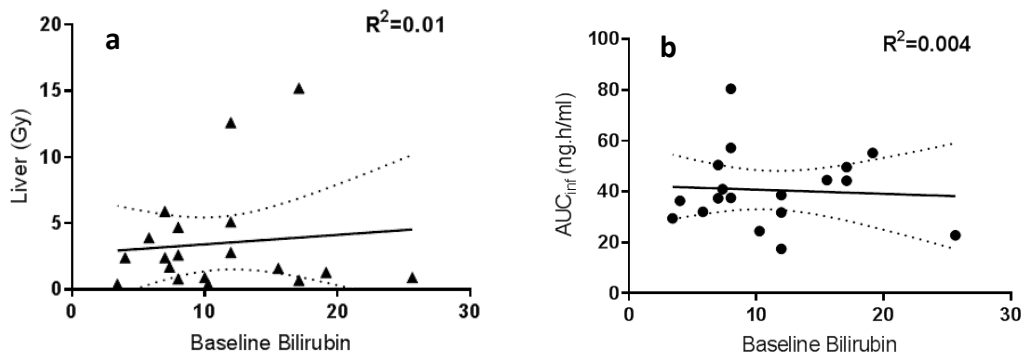 a
R²=0.01
Liver (Gy)
20
15
10
5
0
0 10 20 30
Baseline Bilirubin
b
R²=0.004
AUCinf (ng.h/ml)
100
80
60
40
20
0
0 10 20 30
Baseline Bilirubin